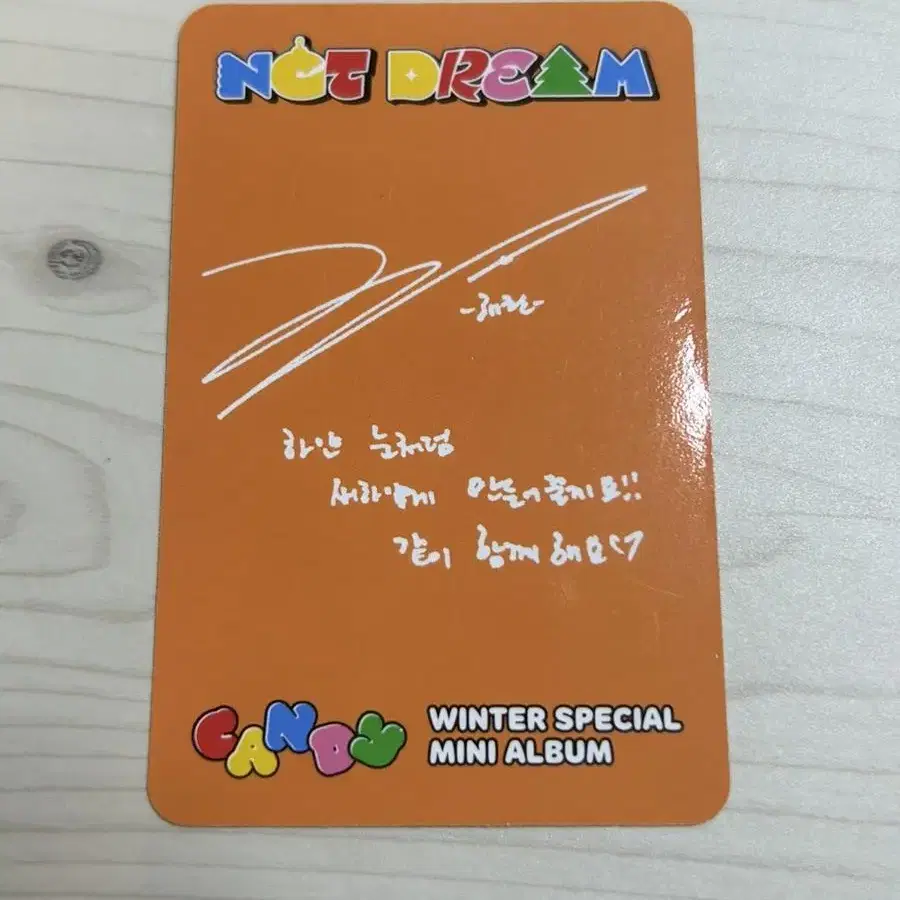 NCT DREAM
-해찬-
하얀 눈처럼
새하얗게 만들어줄게요!!
같이 함께해요♡
CANDY
WINTER SPECIAL
MINI ALBUM